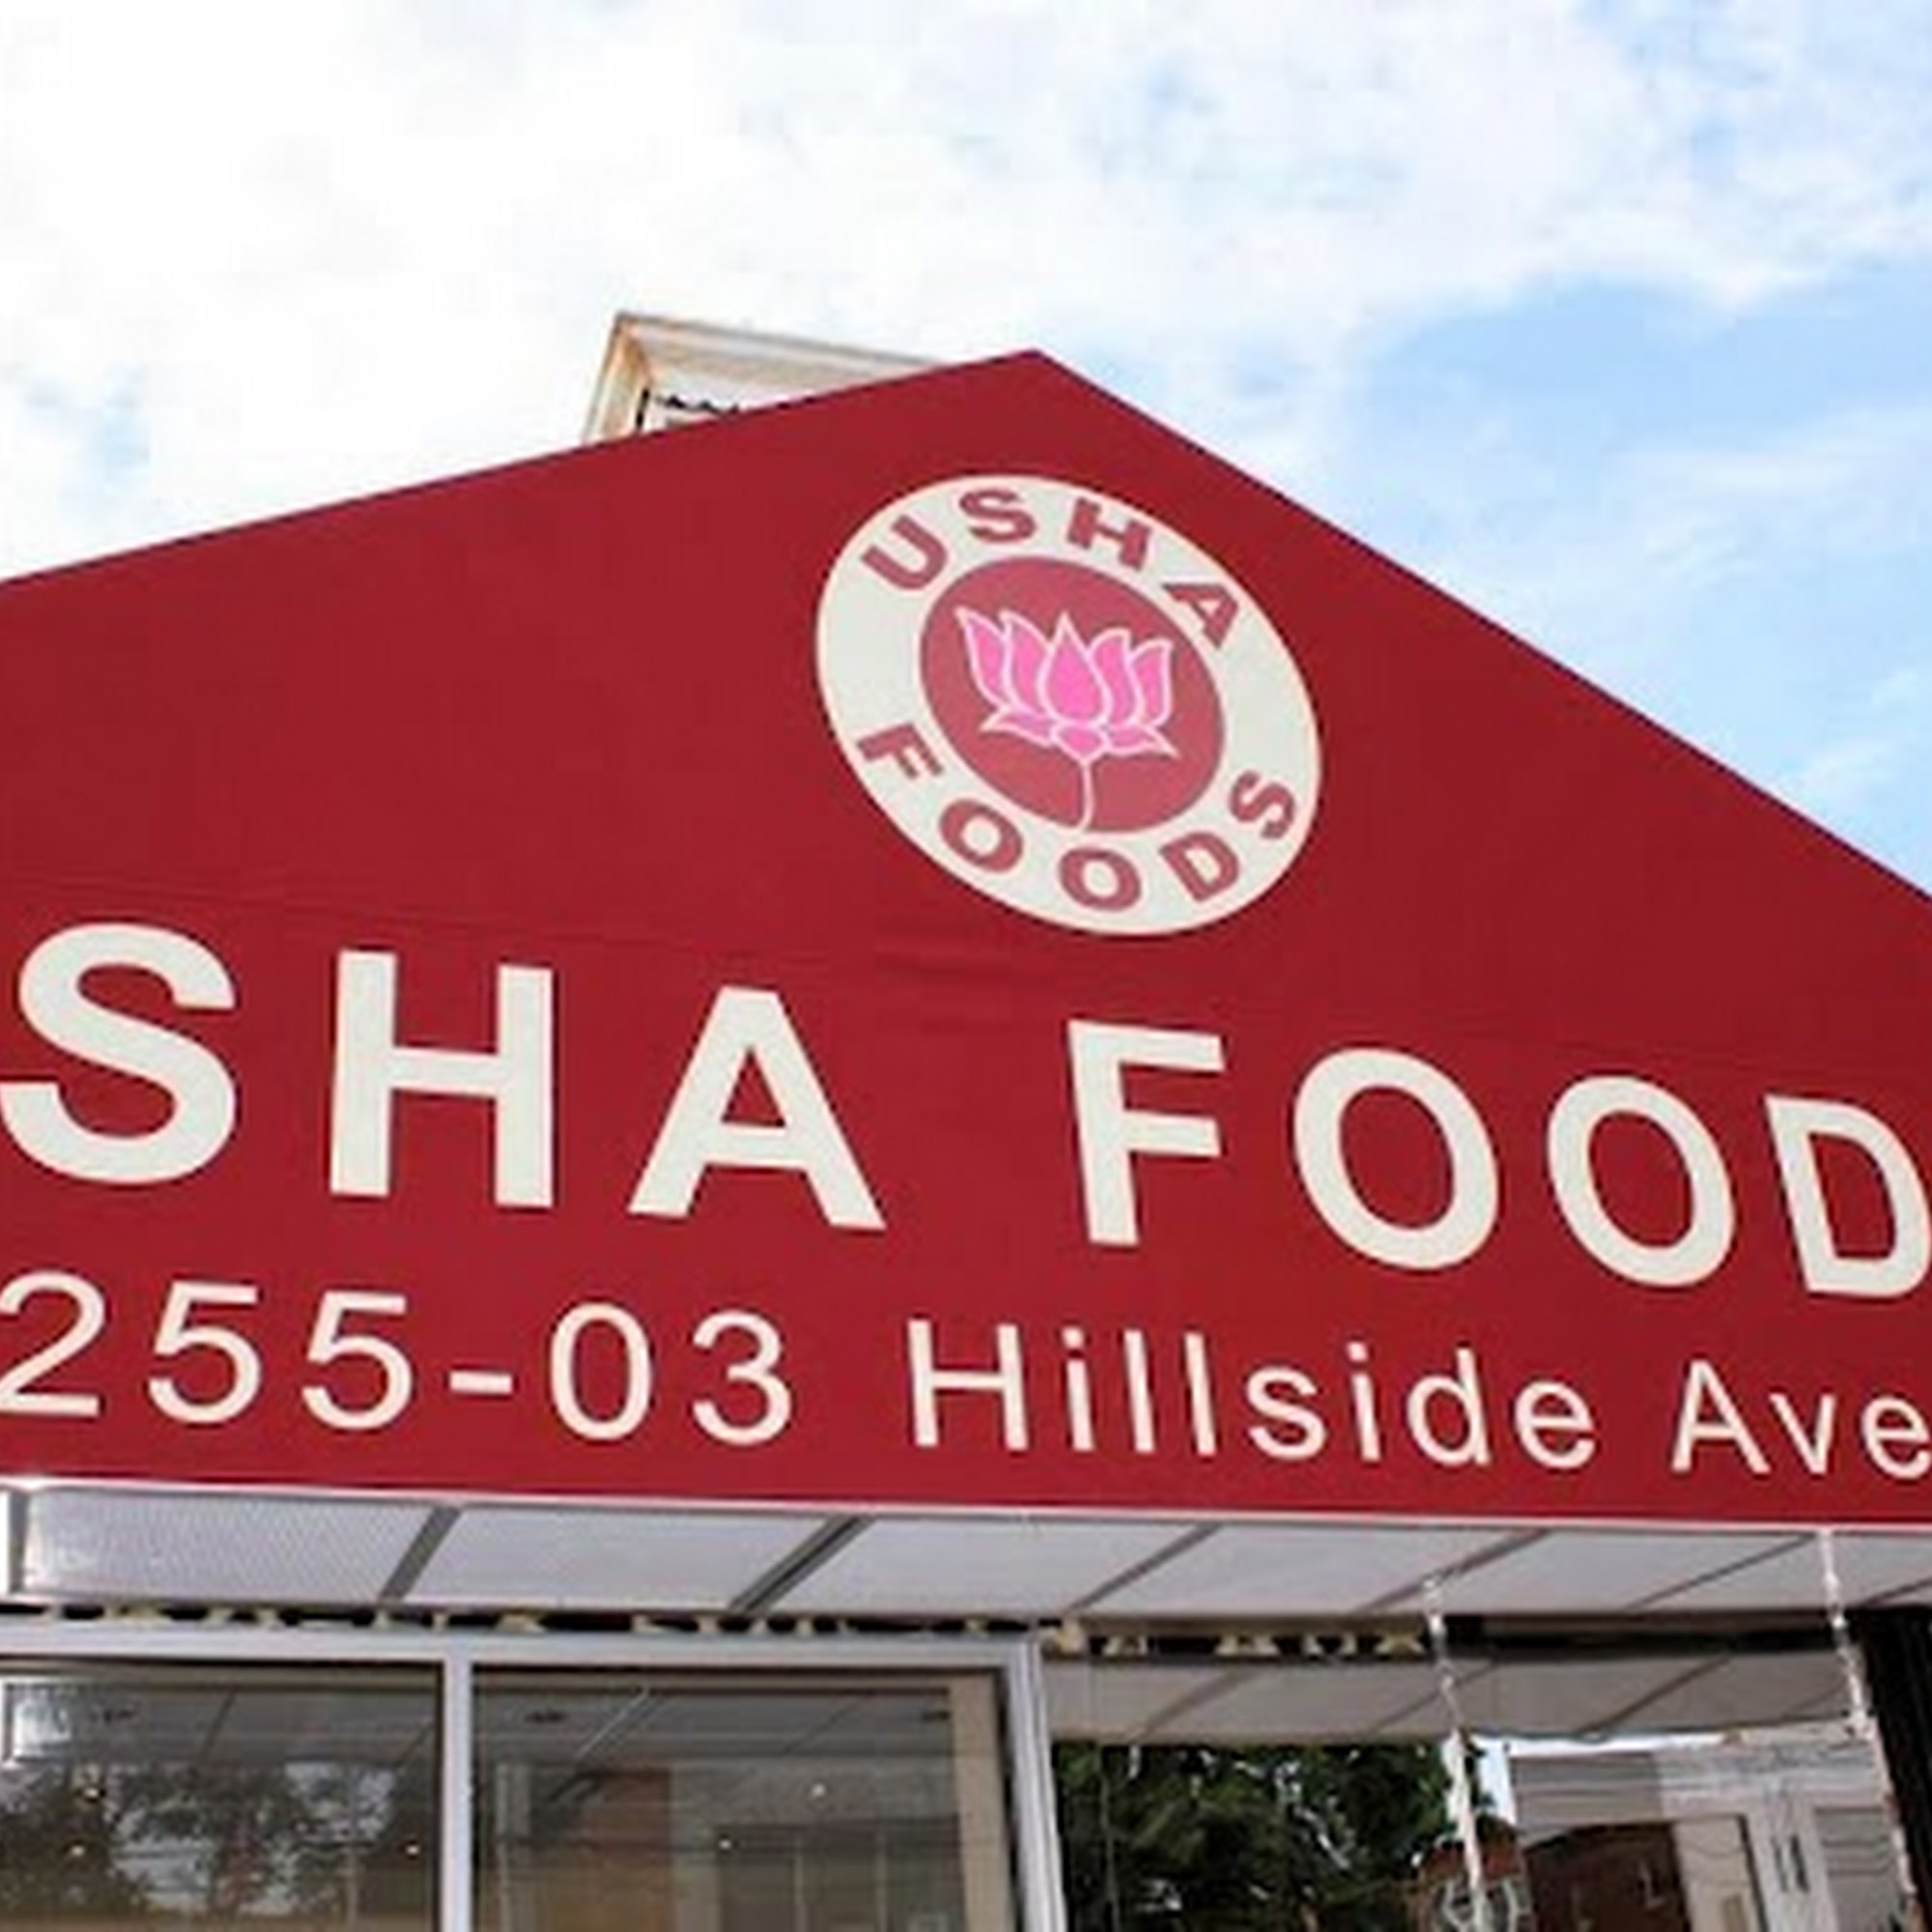 USHA
FOODS
SHA FOOD
255-03 Hillside Ave